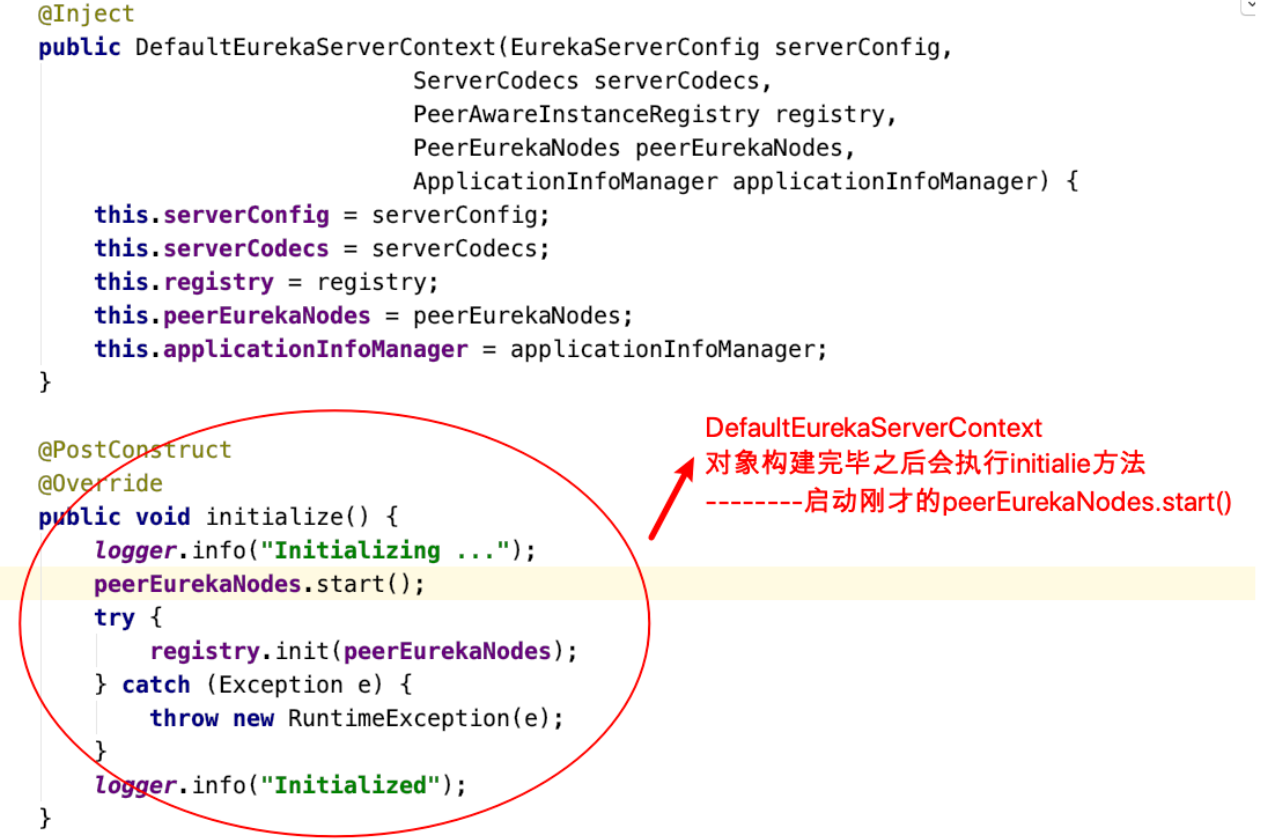 @Inject
public DefaultEurekaServerContext(EurekaServerConfig serverConfig,
ServerCodecs serverCodecs,
PeerAwareInstanceRegistry registry,
PeerEurekaNodes peerEurekaNodes,
ApplicationInfoManager applicationInfoManager) {
this.serverConfig = serverConfig;
this.serverCodecs = serverCodecs;
this.registry = registry;
this.peerEurekaNodes = peerEurekaNodes;
this.applicationInfoManager = applicationInfoManager;
}
@PostConstruct
@Override
public void initialize() {
logger.info("Initializing ...");
peerEurekaNodes.start();
try {
registry.init(peerEurekaNodes);
} catch (Exception e) {
throw new RuntimeException(e);
}
logger.info("Initialized");
}
DefaultEurekaServerContext
对象构建完毕之后会执行initialie方法
--------启动刚才的peerEurekaNodes.start()